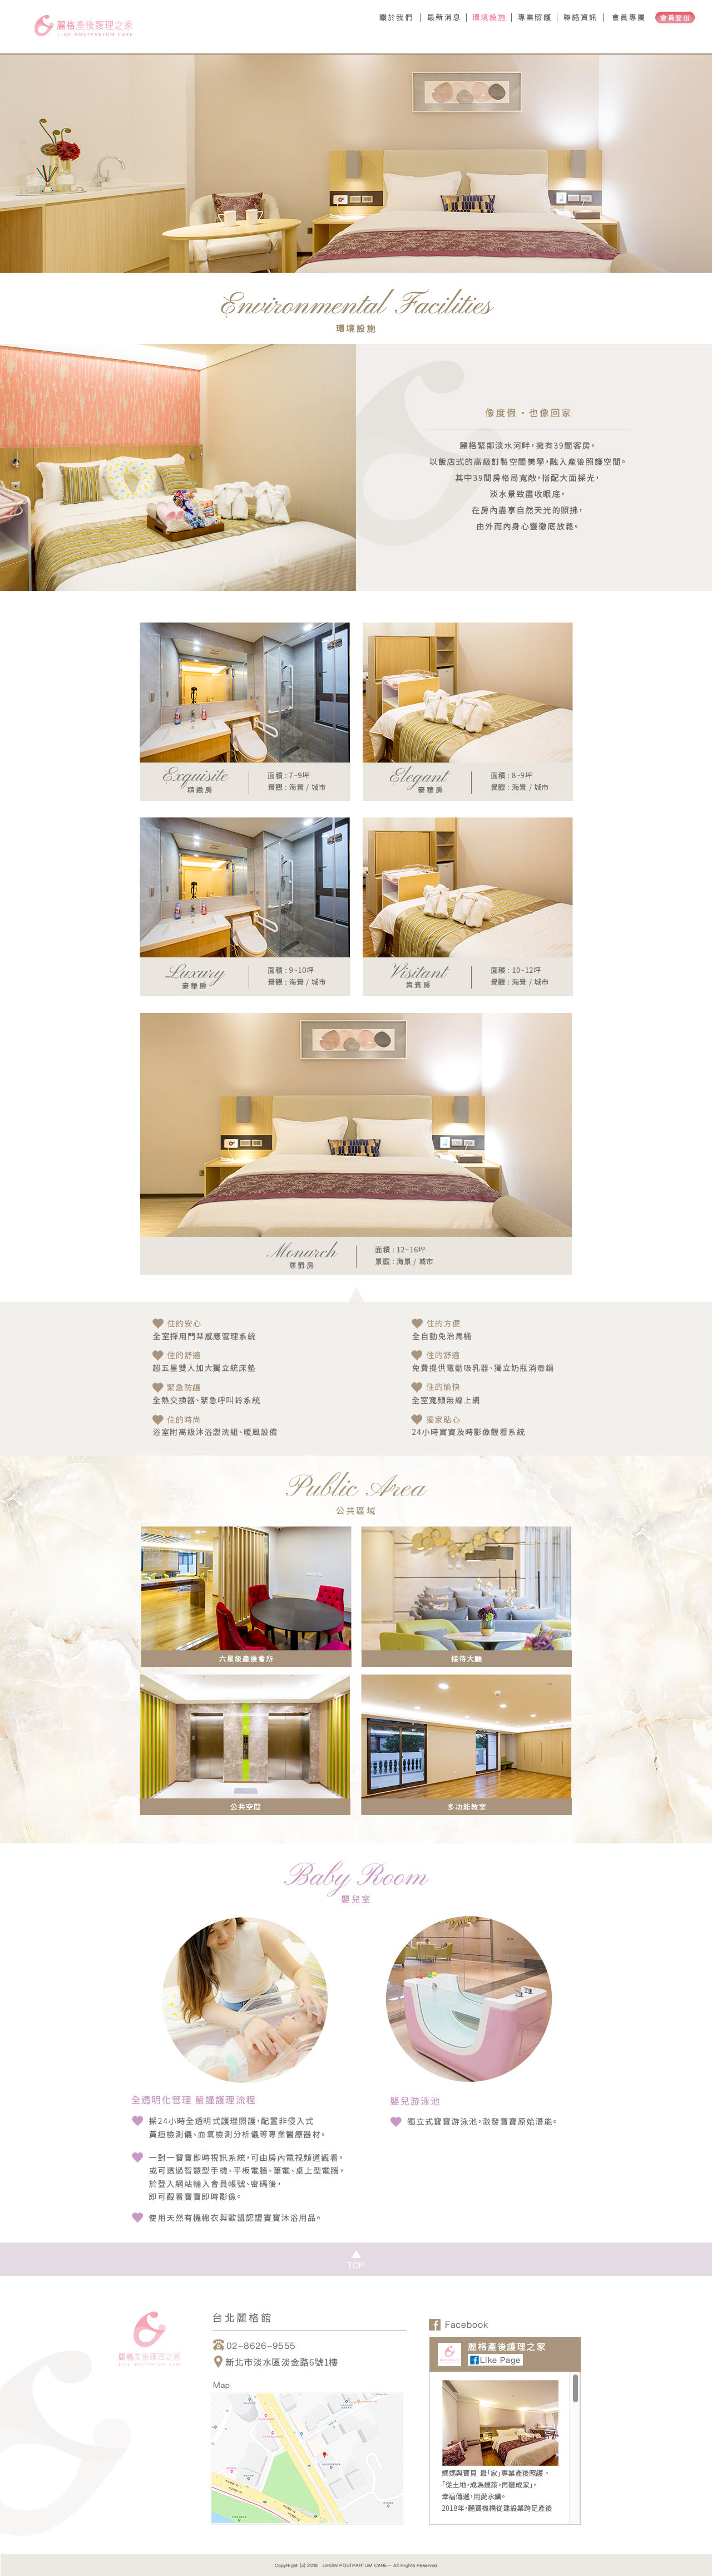 麗格產後護理之家
LIGE POSTPARTUM CARE
關於我們 | 最新消息 | 環境設施 | 專業照護 | 聯絡資訊 | 會員專屬 會員登出
Environmental Facilities
環境設施
像度假・也像回家
麗格緊鄰淡水河畔，擁有39間客房，
以飯店式的高級訂製空間美學，融入產後照護空間。
其中39間房格局寬敞，搭配大面採光，
淡水景致盡收眼底，
在房內盡享自然天光的照拂，
由外而內身心靈徹底放鬆。
Exquisite
精緻房
面積 : 7~9坪
景觀 : 海景 / 城市
Elegant
豪華房
面積 : 8~9坪
景觀 : 海景 / 城市
Luxury
豪華房
面積 : 9~10坪
景觀 : 海景 / 城市
Visitant
貴賓房
面積 : 10~12坪
景觀 : 海景 / 城市
Monarch
尊爵房
面積 : 12~16坪
景觀 : 海景 / 城市
住的安心
全室採用門禁感應管理系統
住的舒適
超五星雙人加大獨立統床墊
緊急防護
全熱交換器、緊急呼叫鈴系統
住的時尚
浴室附高級沐浴盥洗組、暖風設備
住的方便
全自動免治馬桶
住的舒適
免費提供電動吸乳器、獨立奶瓶消毒鍋
住的愉快
全室寬頻無線上網
獨家貼心
24小時寶寶及時影像觀看系統
Public Area
公共區域
六星級產後會所
接待大廳
公共空間
多功能教室
Baby Room
嬰兒室
全透明化管理 嚴謹護理流程
採24小時全透明式護理照護，配置非侵入式
黃疸檢測儀、血氧檢測分析儀等專業醫療器材。
一對一寶寶即時視訊系統，可由房內電視頻道觀看，
或可透過智慧型手機、平板電腦、筆電、桌上型電腦，
於登入網站輸入會員帳號、密碼後，
即可觀看寶寶即時影像。
使用天然有機棉衣與歐盟認證寶寶沐浴用品。
嬰兒游泳池
獨立式寶寶游泳池，激發寶寶原始潛能。
TOP
麗格產後護理之家
LIGE POSTPARTUM CARE
台北麗格館
02-8626-9555
新北市淡水區淡金路6號1樓
Map
Facebook
麗格產後護理之家
Like Page
媽媽與寶貝 最「家」專業產後照護。
「從土地，成為建築，再變成家」，
幸福傳遞，用愛永續。
2018年，麗寶機構從建設業跨足產後
CopyRight (c) 2018 LIHSIN POSTPARTUM CARE－ All Rights Reserved.